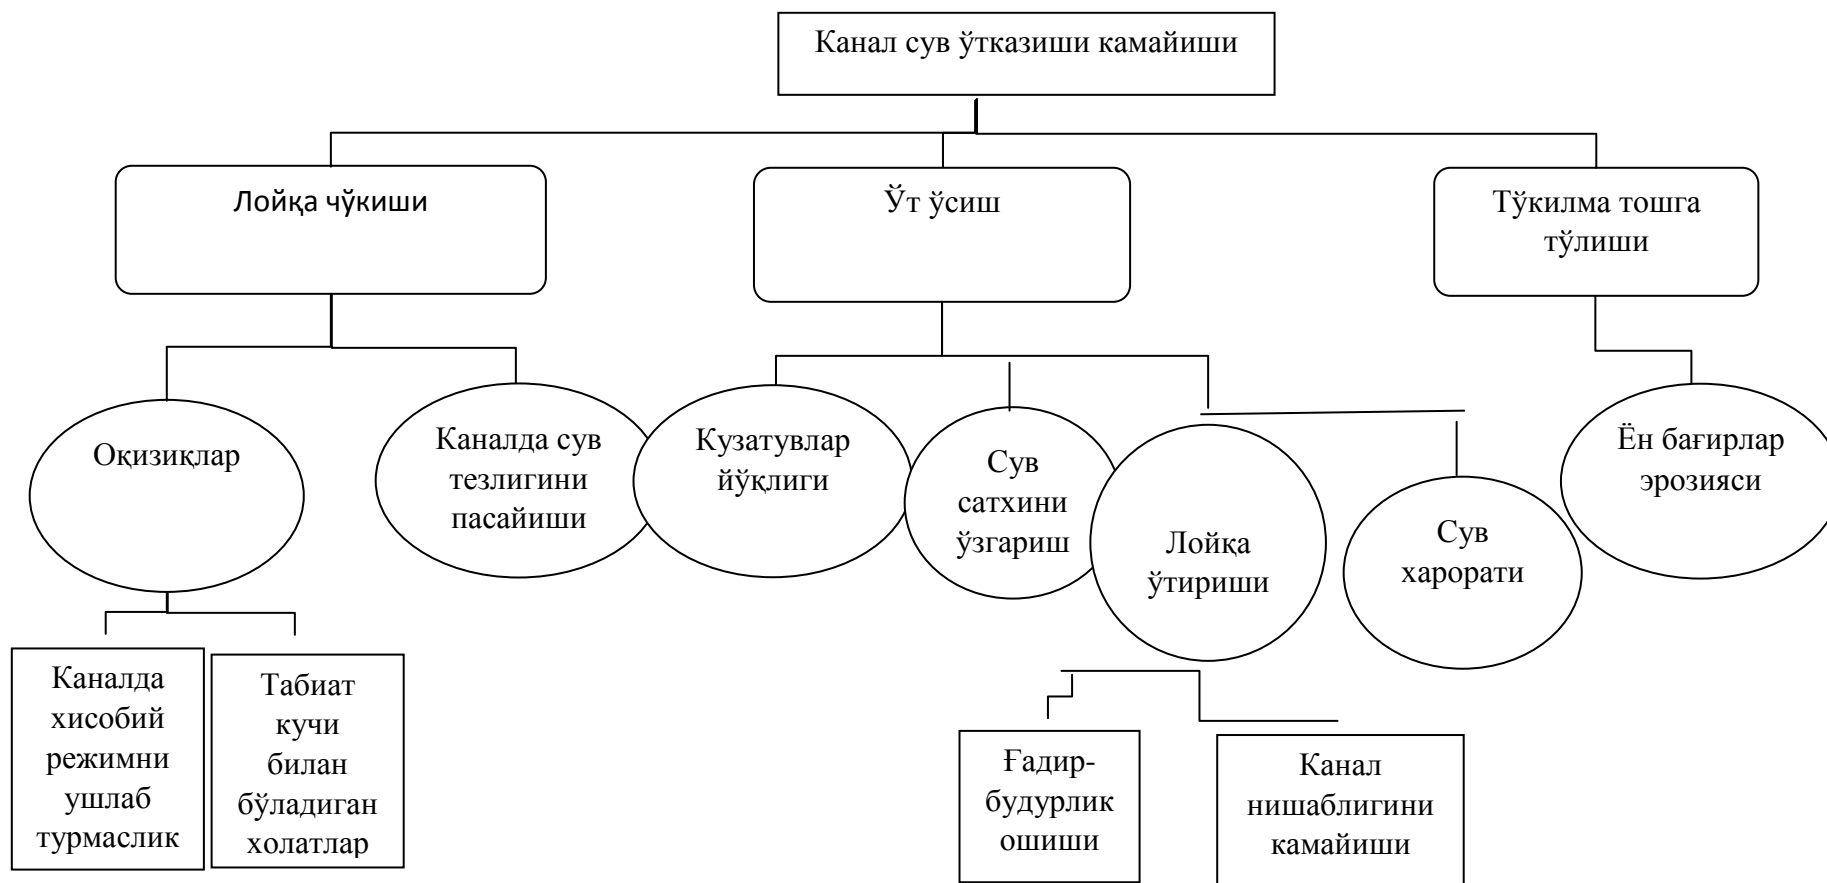 Канал сув ўтказиши камайиши
Лойқа чўкиши
Ўт ўсиш
Тўкилма тошга
тўлиши
Оқизиқлар
Каналда сув
тезлигини
пасайиши
Кузатувлар
йўқлиги
Сув
сатхини
ўзгариш
Лойқа
ўтириши
Сув
харорати
Ён бағирлар
эрозияси
Каналда
хисобий
режимни
ушлаб
турмаслик
Табиат
кучи
билан
бўладиган
холатлар
Ғадир-
будурлик
ошиши
Канал
нишаблигини
камайиши